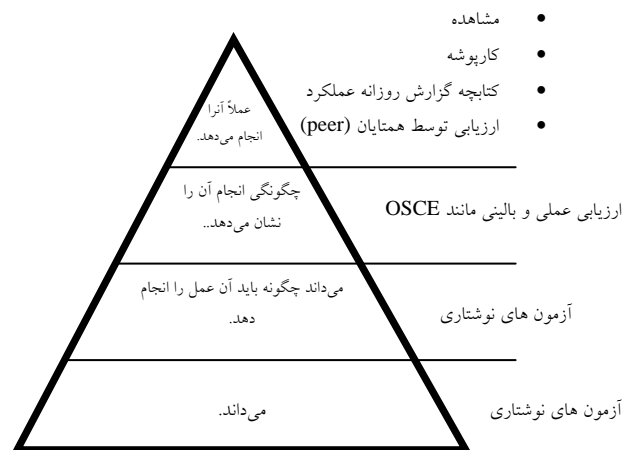 • مشاهده
• کارپوشه
• کتابچه گزارش روزانه عملکرد
• ارزیابی توسط همتایان (peer)
عملاً آنرا
انجام می‌دهد.
ارزیابی عملی و بالینی مانند OSCE
چگونگی انجام آن را
نشان می‌دهد..
آزمون های نوشتاری
می‌داند چگونه باید آن عمل را انجام
دهد.
آزمون های نوشتاری
می‌داند.